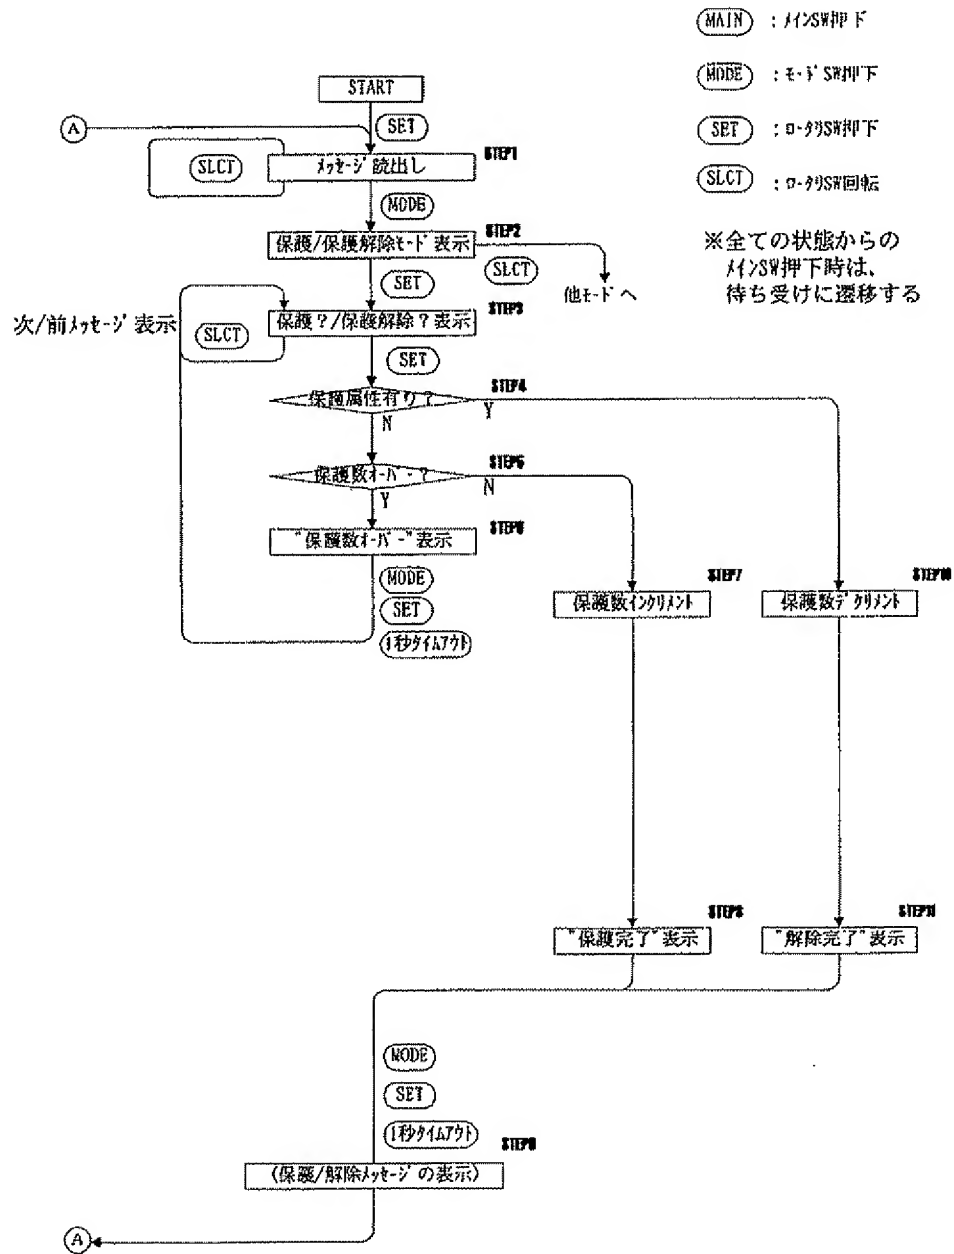 MAIN : メインSW押下
MODE : モードSW押下
SET : ロータリSW押下
SLCT : ロータリSW回転
※全ての状態からの
メインSW押下時は、
待ち受けに遷移する
START
A
SET
STEP1
SLCT
メッセージ読出し
MODE
STEP2
保護/保護解除モード表示
SLCT
他モードへ
SET
STEP3
次/前メッセージ表示
SLCT
保護?/保護解除?表示
SET
STEP4
保護属性有り?
Y
N
STEP5
保護数オーバー?
N
Y
STEP6
"保護数オーバー"表示
MODE
SET
1秒タイムアウト
STEP7
保護数インクリメント
STEP10
保護数デクリメント
STEP8
"保護完了"表示
STEP11
"解除完了"表示
MODE
SET
1秒タイムアウト
STEP9
(保護/解除メッセージの表示)
A